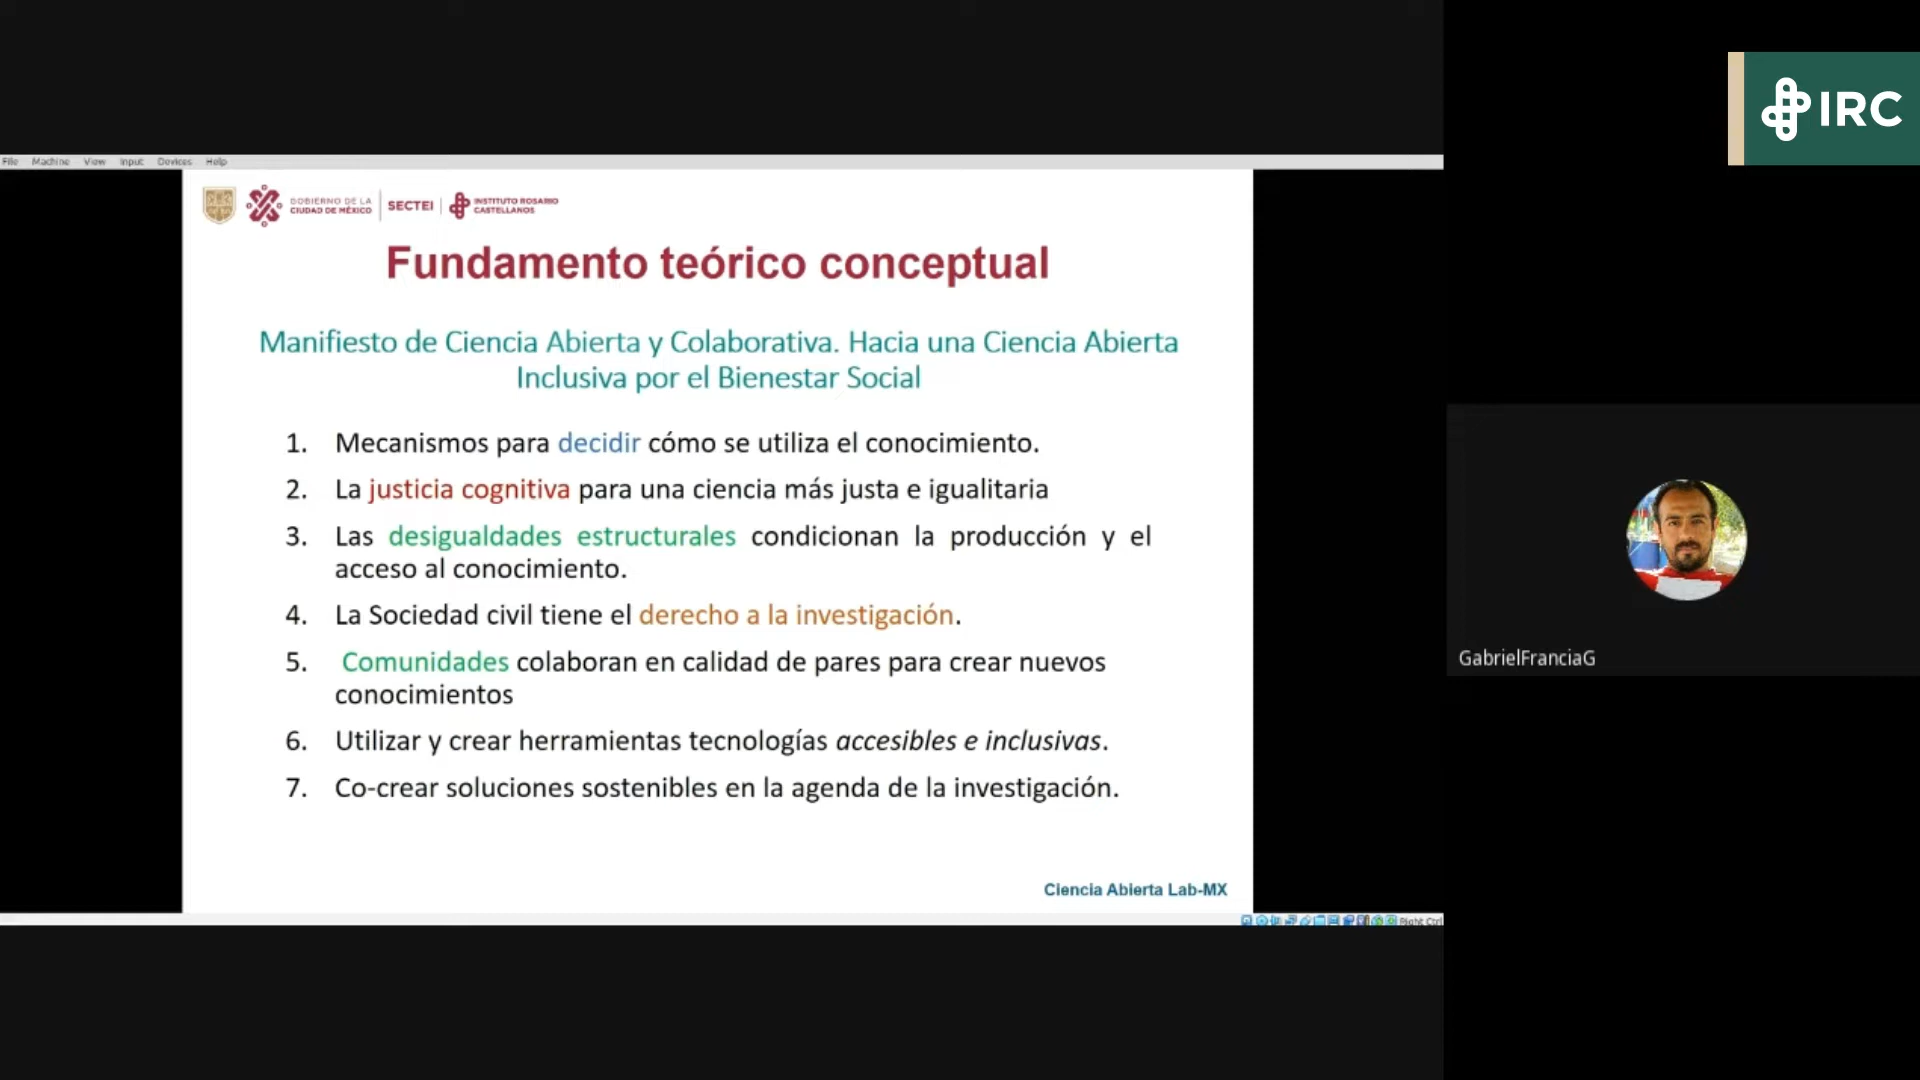 IRC
File Machine View Input Devices Help
GOBIERNO DE LA
CIUDAD DE MÉXICO
SECTEI
INSTITUTO ROSARIO
CASTELLANOS
Fundamento teórico conceptual
Manifiesto de Ciencia Abierta y Colaborativa. Hacia una Ciencia Abierta
Inclusiva por el Bienestar Social
1. Mecanismos para decidir cómo se utiliza el conocimiento.
2. La justicia cognitiva para una ciencia más justa e igualitaria
3. Las desigualdades estructurales condicionan la producción y el
acceso al conocimiento.
4. La Sociedad civil tiene el derecho a la investigación.
5. Comunidades colaboran en calidad de pares para crear nuevos
conocimientos
6. Utilizar y crear herramientas tecnologías accesibles e inclusivas.
7. Co-crear soluciones sostenibles en la agenda de la investigación.
GabrielFranciaG
Ciencia Abierta Lab-MX
Right Ctrl